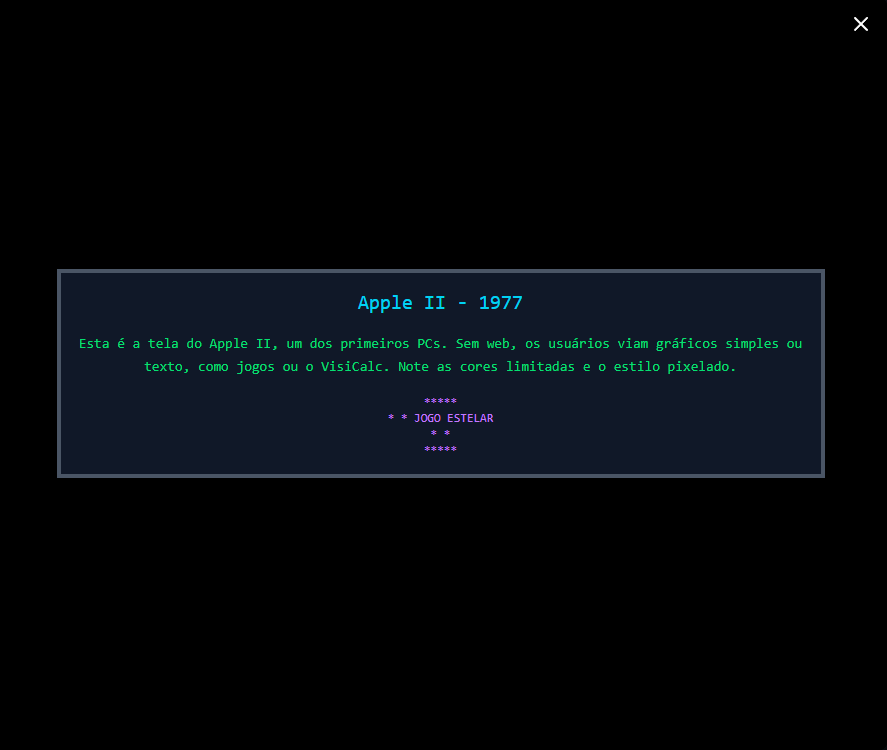 Apple II - 1977
Esta é a tela do Apple II, um dos primeiros PCs. Sem web, os usuários viam gráficos simples ou
texto, como jogos ou o VisiCalc. Note as cores limitadas e o estilo pixelado.
*****
* * JOGO ESTELAR
* *
*****